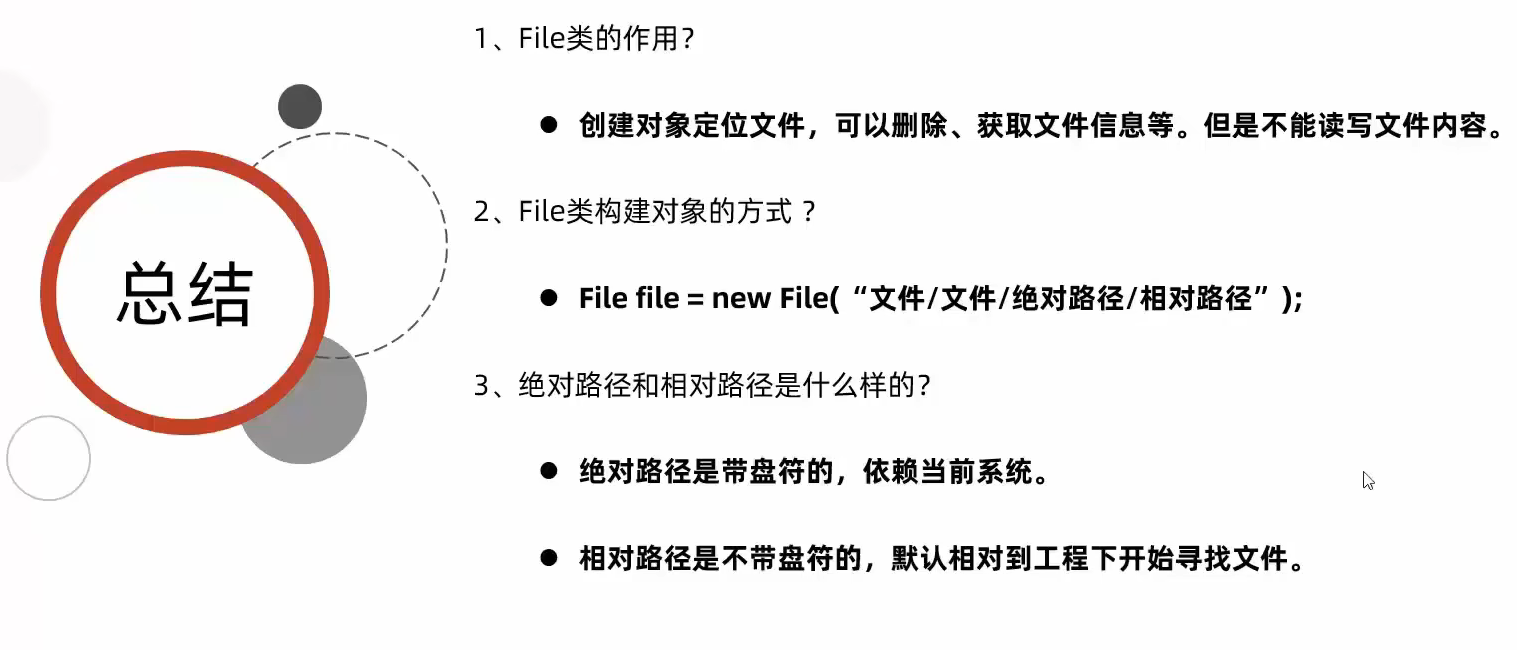 总结
1、File类的作用？
创建对象定位文件，可以删除、获取文件信息等。但是不能读写文件内容。
2、File类构建对象的方式 ？
File file = new File( “文件/文件/绝对路径/相对路径” );
3、绝对路径和相对路径是什么样的？
绝对路径是带盘符的，依赖当前系统。
相对路径是不带盘符的，默认相对到工程下开始寻找文件。